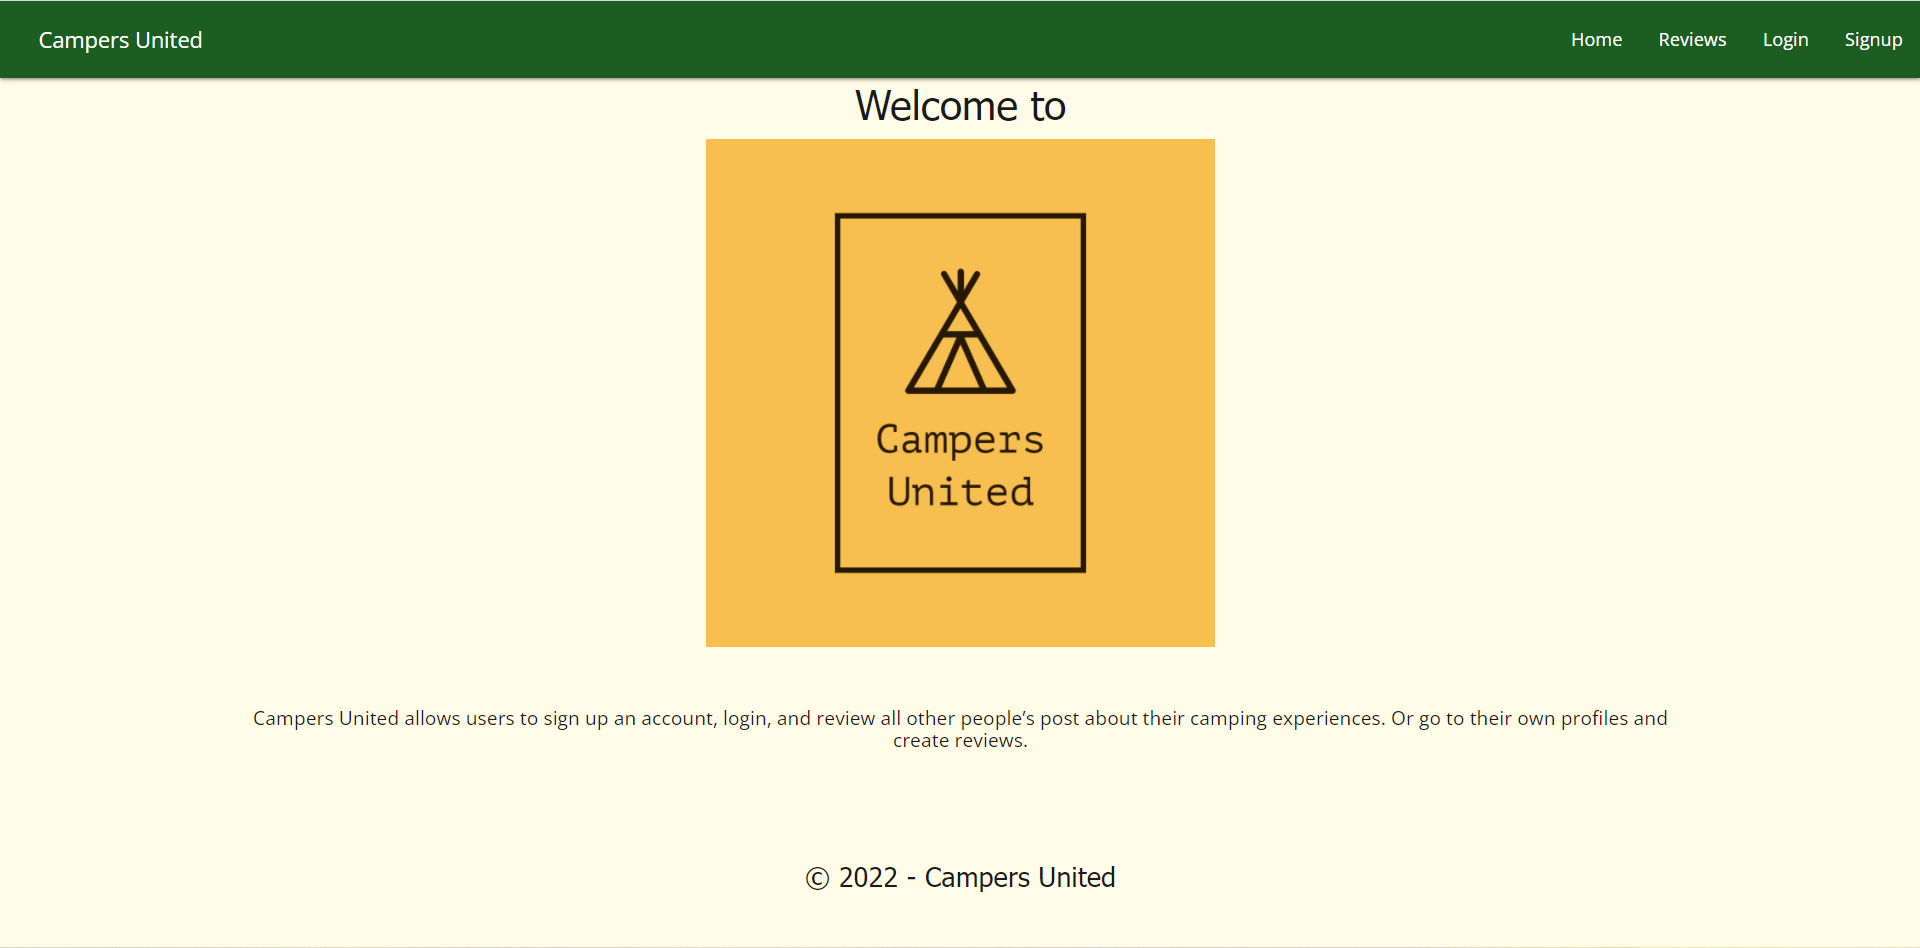 Campers United
Home Reviews Login Signup
Welcome to
Campers
United
Campers United allows users to sign up an account, login, and review all other people’s post about their camping experiences. Or go to their own profiles and
create reviews.
© 2022 - Campers United